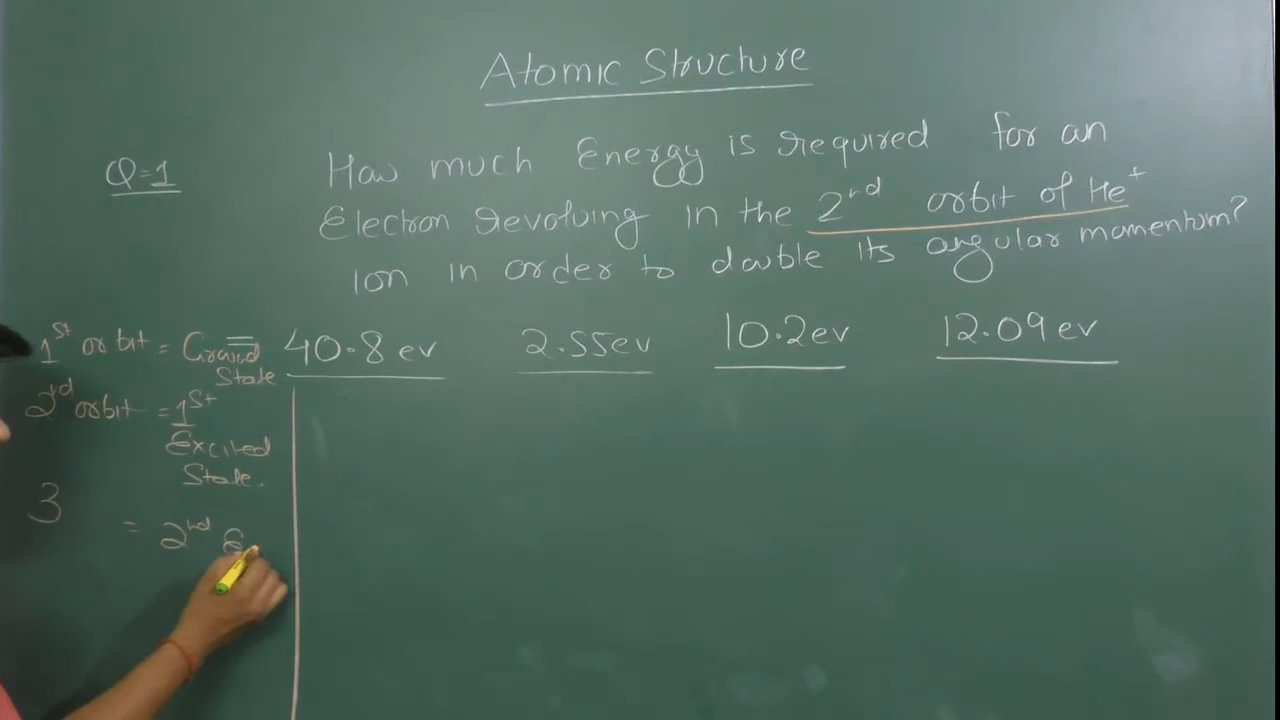 Atomic Structure
Q=1
How much Energy is required for an
Electron revolving in the 2nd orbit of He+
Ion in order to double its angular momentum?
40.8 ev 2.55ev 10.2ev 12.09 ev
1st orbit = Ground
State
2nd orbit = 1st
Excited
State.
3 = 2nd E